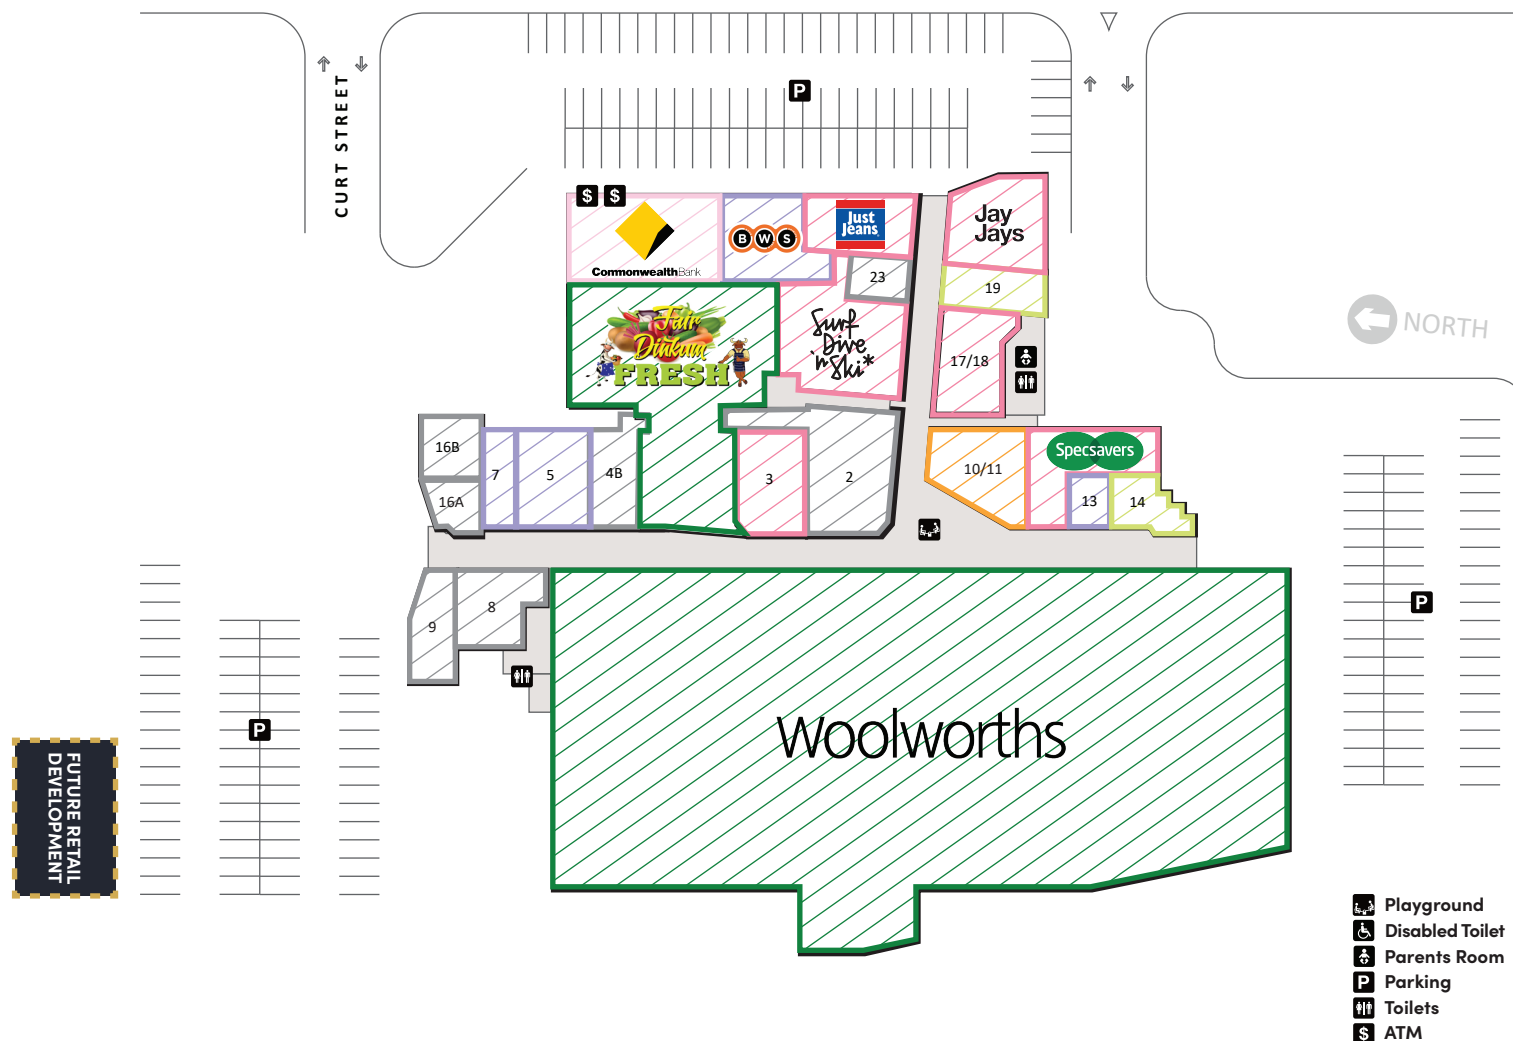 CURT STREET
P
$ $
CommonwealthBank
BWS
Just
Jeans
23
Jay
Jays
19
NORTH
Fair
Dinkum
FRESH
Surf
Dive
'n
Ski*
17/18
16B
16A
7
5
4B
3
2
10/11
Specsavers
13
14
P
9
8
P
Woolworths
FUTURE RETAIL
DEVELOPMENT
Playground
Disabled Toilet
Parents Room
P Parking
Toilets
$ ATM